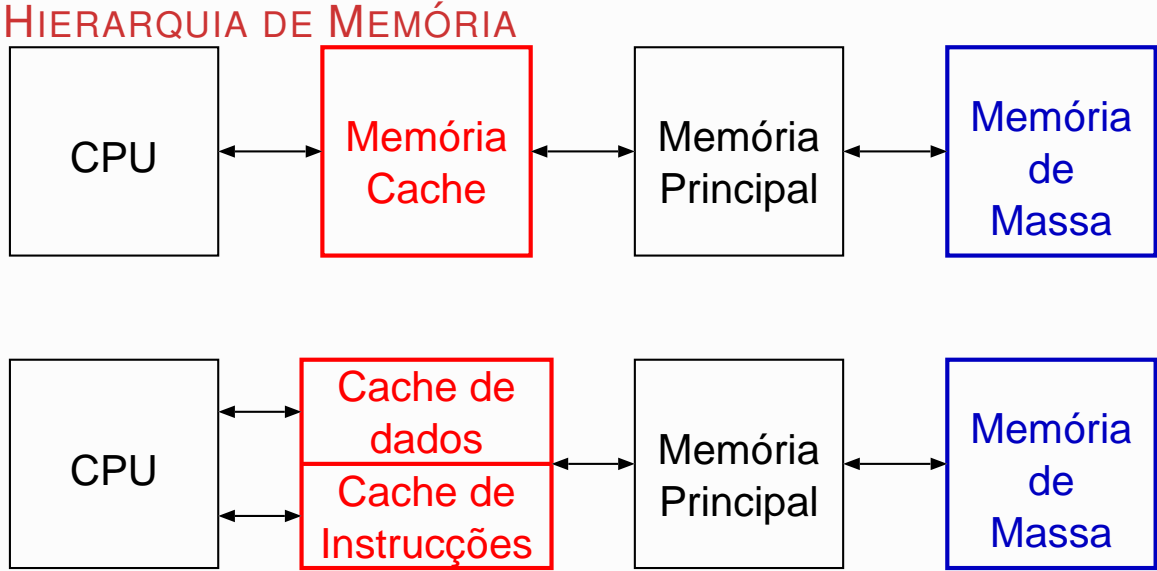 HIERARQUIA DE MEMÓRIA
CPU
Memória
Cache
Memória
Principal
Memória
de
Massa
CPU
Cache de
dados
Cache de
Instrucções
Memória
Principal
Memória
de
Massa